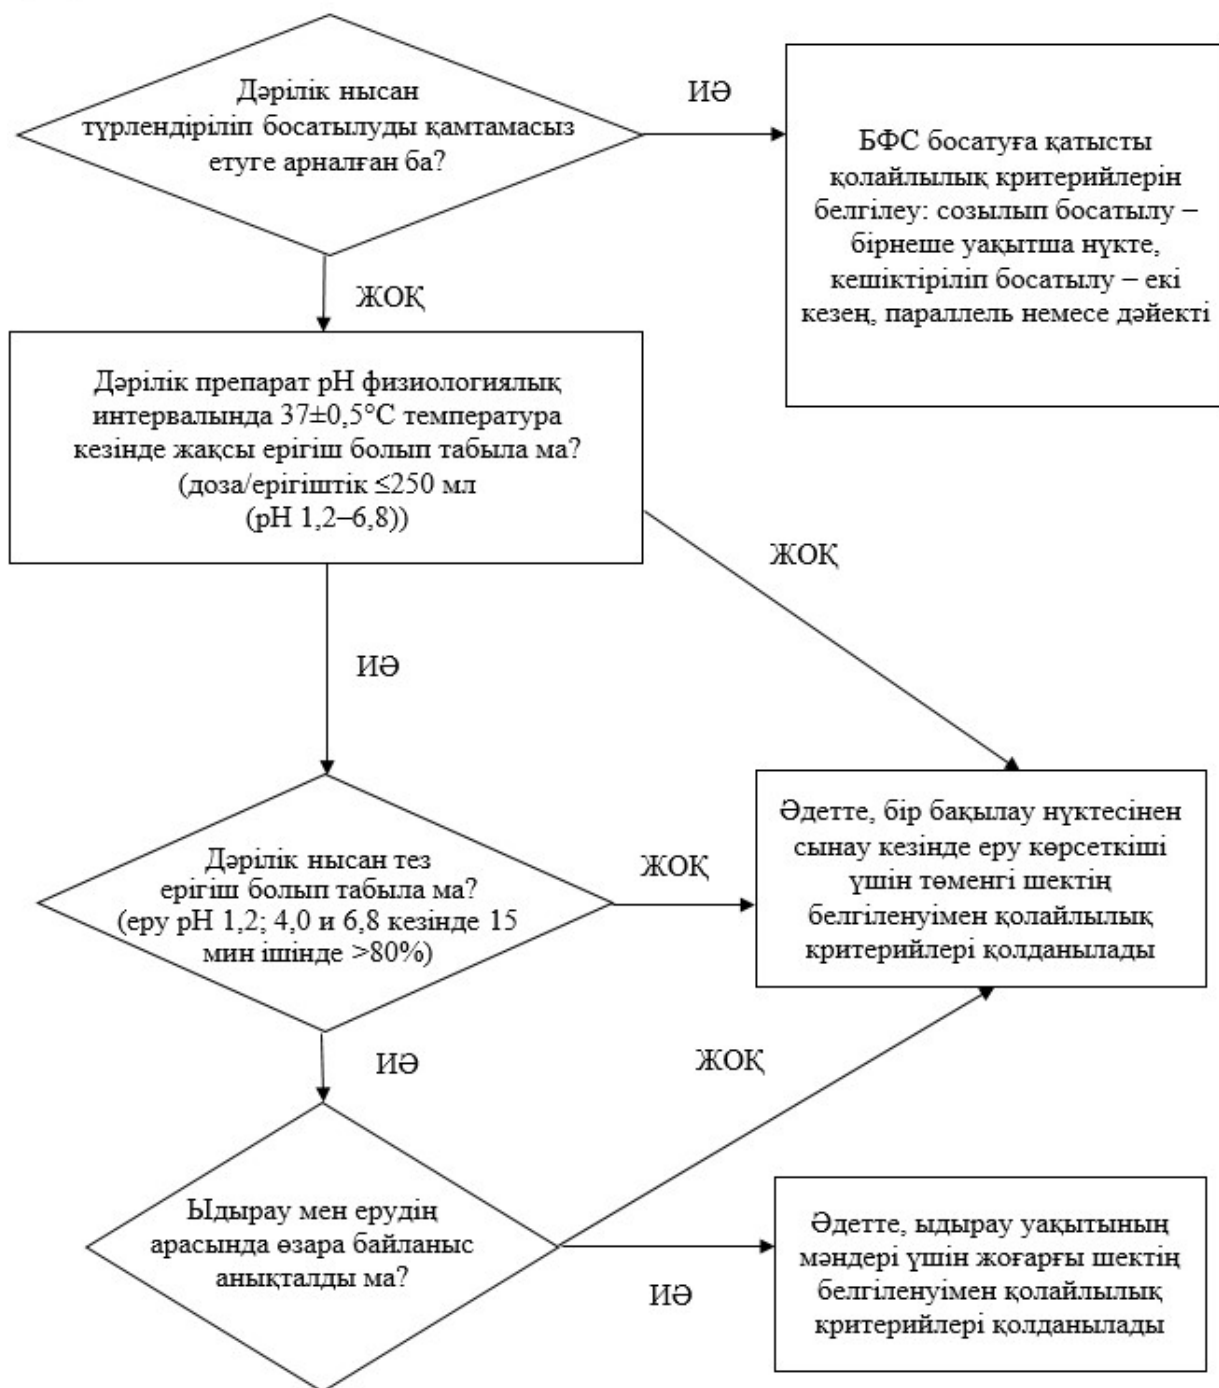 Дәрілік нысан
түрлендіріліп босатылуды қамтамасыз
етуге арналған ба?
ИӘ
БФС босатуға қатысты
қолайлылық критерийлерін
белгілеу: созылып босатылу –
бірнеше уақытша нүкте,
кешіктіріліп босатылу – екі
кезең, параллель немесе дәйекті
ЖОҚ
Дәрілік препарат рН физиологиялық
интервалында 37±0,5°С температура
кезінде жақсы ерігіш болып табыла ма?
(доза/ерігіштік ≤250 мл
(рН 1,2–6,8))
ЖОҚ
ИӘ
Дәрілік нысан тез
ерігіш болып табыла ма?
(еру рН 1,2; 4,0 и 6,8 кезінде 15
мин ішінде >80%)
ЖОҚ
Әдетте, бір бақылау нүктесінен
сынау кезінде еру көрсеткіші
үшін төменгі шектің
белгіленуімен қолайлылық
критерийлері қолданылады
ИӘ
ЖОҚ
Ыдырау мен ерудің
арасында өзара байланыс
анықталды ма?
ИӘ
Әдетте, ыдырау уақытының
мәндері үшін жоғарғы шектің
белгіленуімен қолайлылық
критерийлері қолданылады